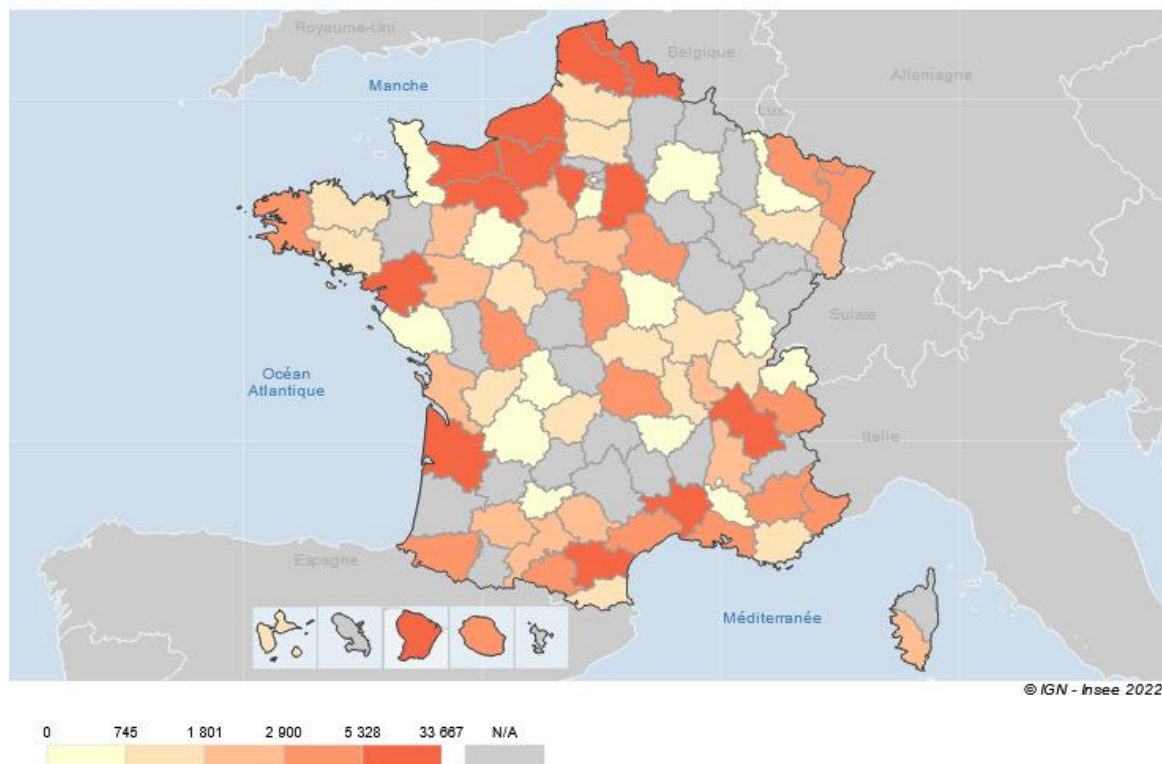 Royaume-Uni
Belgique
Allemagne
Manche
Lux.
Suisse
Océan
Atlantique
Italie
Espagne
Méditerranée
© IGN - Insee 2022
0 745 1 801 2 900 5 328 33 667 N/A